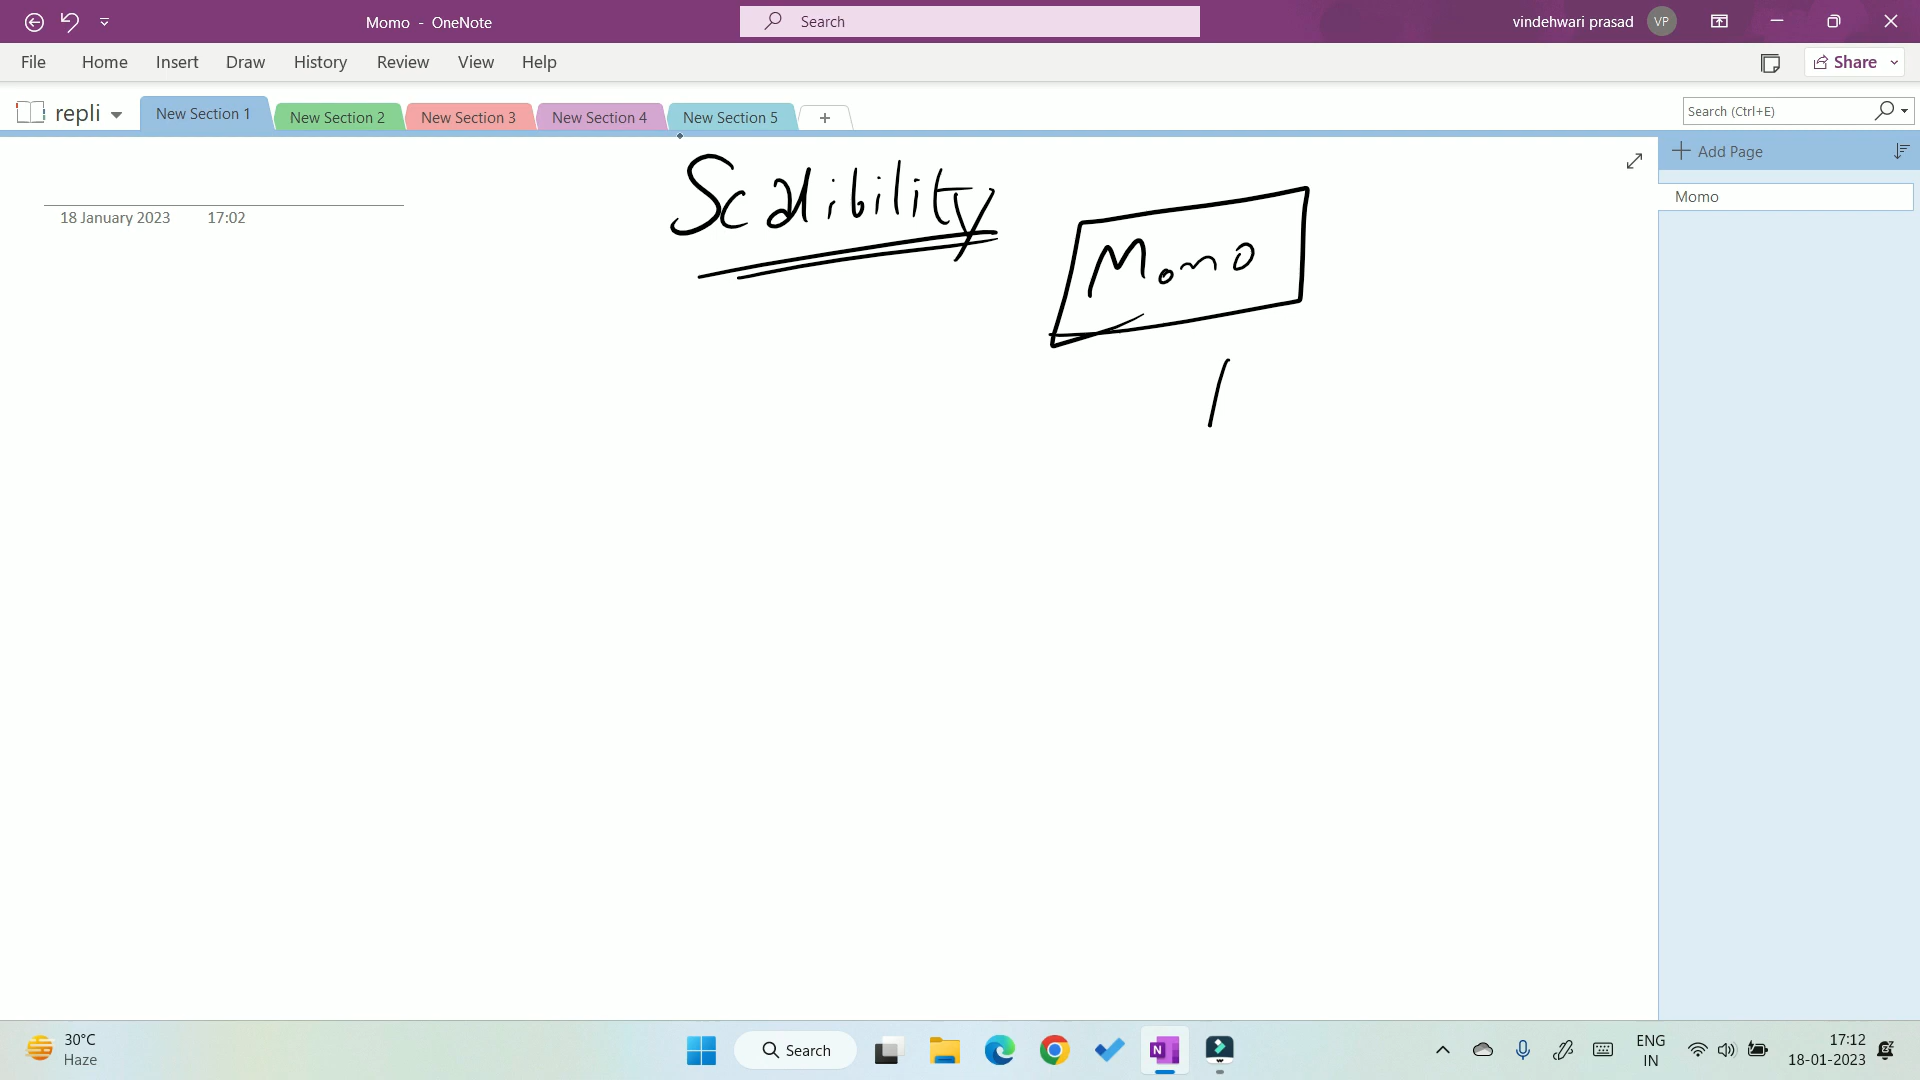 Momo - OneNote
Search
vindehwari prasad
VP
File Home Insert Draw History Review View Help
Share
repli
New Section 1
New Section 2
New Section 3
New Section 4
New Section 5
+
Search (Ctrl+E)
Add Page
Momo
18 January 2023 17:02
Scalibility
Momo
30°C
Haze
Search
ENG
IN
17:12
18-01-2023